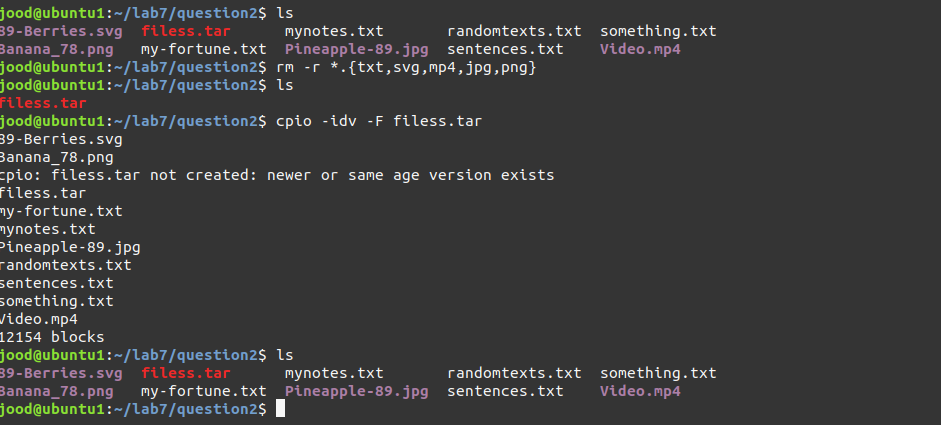 jood@ubuntu1:~/lab7/question2$ ls
89-Berries.svg filess.tar mynotes.txt randomtexts.txt something.txt
Banana_78.png my-fortune.txt Pineapple-89.jpg sentences.txt Video.mp4
jood@ubuntu1:~/lab7/question2$ rm -r *.{txt,svg,mp4,jpg,png}
jood@ubuntu1:~/lab7/question2$ ls
filess.tar
jood@ubuntu1:~/lab7/question2$ cpio -idv -F filess.tar
89-Berries.svg
Banana_78.png
cpio: filess.tar not created: newer or same age version exists
filess.tar
my-fortune.txt
mynotes.txt
Pineapple-89.jpg
randomtexts.txt
sentences.txt
something.txt
Video.mp4
12154 blocks
jood@ubuntu1:~/lab7/question2$ ls
89-Berries.svg filess.tar mynotes.txt randomtexts.txt something.txt
Banana_78.png my-fortune.txt Pineapple-89.jpg sentences.txt Video.mp4
jood@ubuntu1:~/lab7/question2$